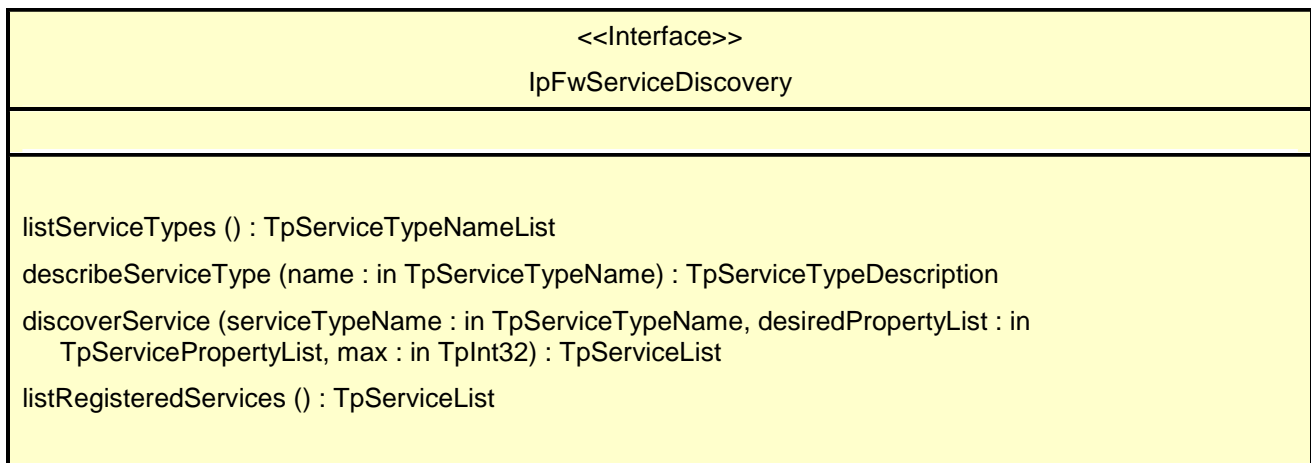 <<Interface>>
IpFwServiceDiscovery
listServiceTypes () : TpServiceTypeNameList
describeServiceType (name : in TpServiceTypeName) : TpServiceTypeDescription
discoverService (serviceTypeName : in TpServiceTypeName, desiredPropertyList : in
TpServicePropertyList, max : in TpInt32) : TpServiceList
listRegisteredServices () : TpServiceList